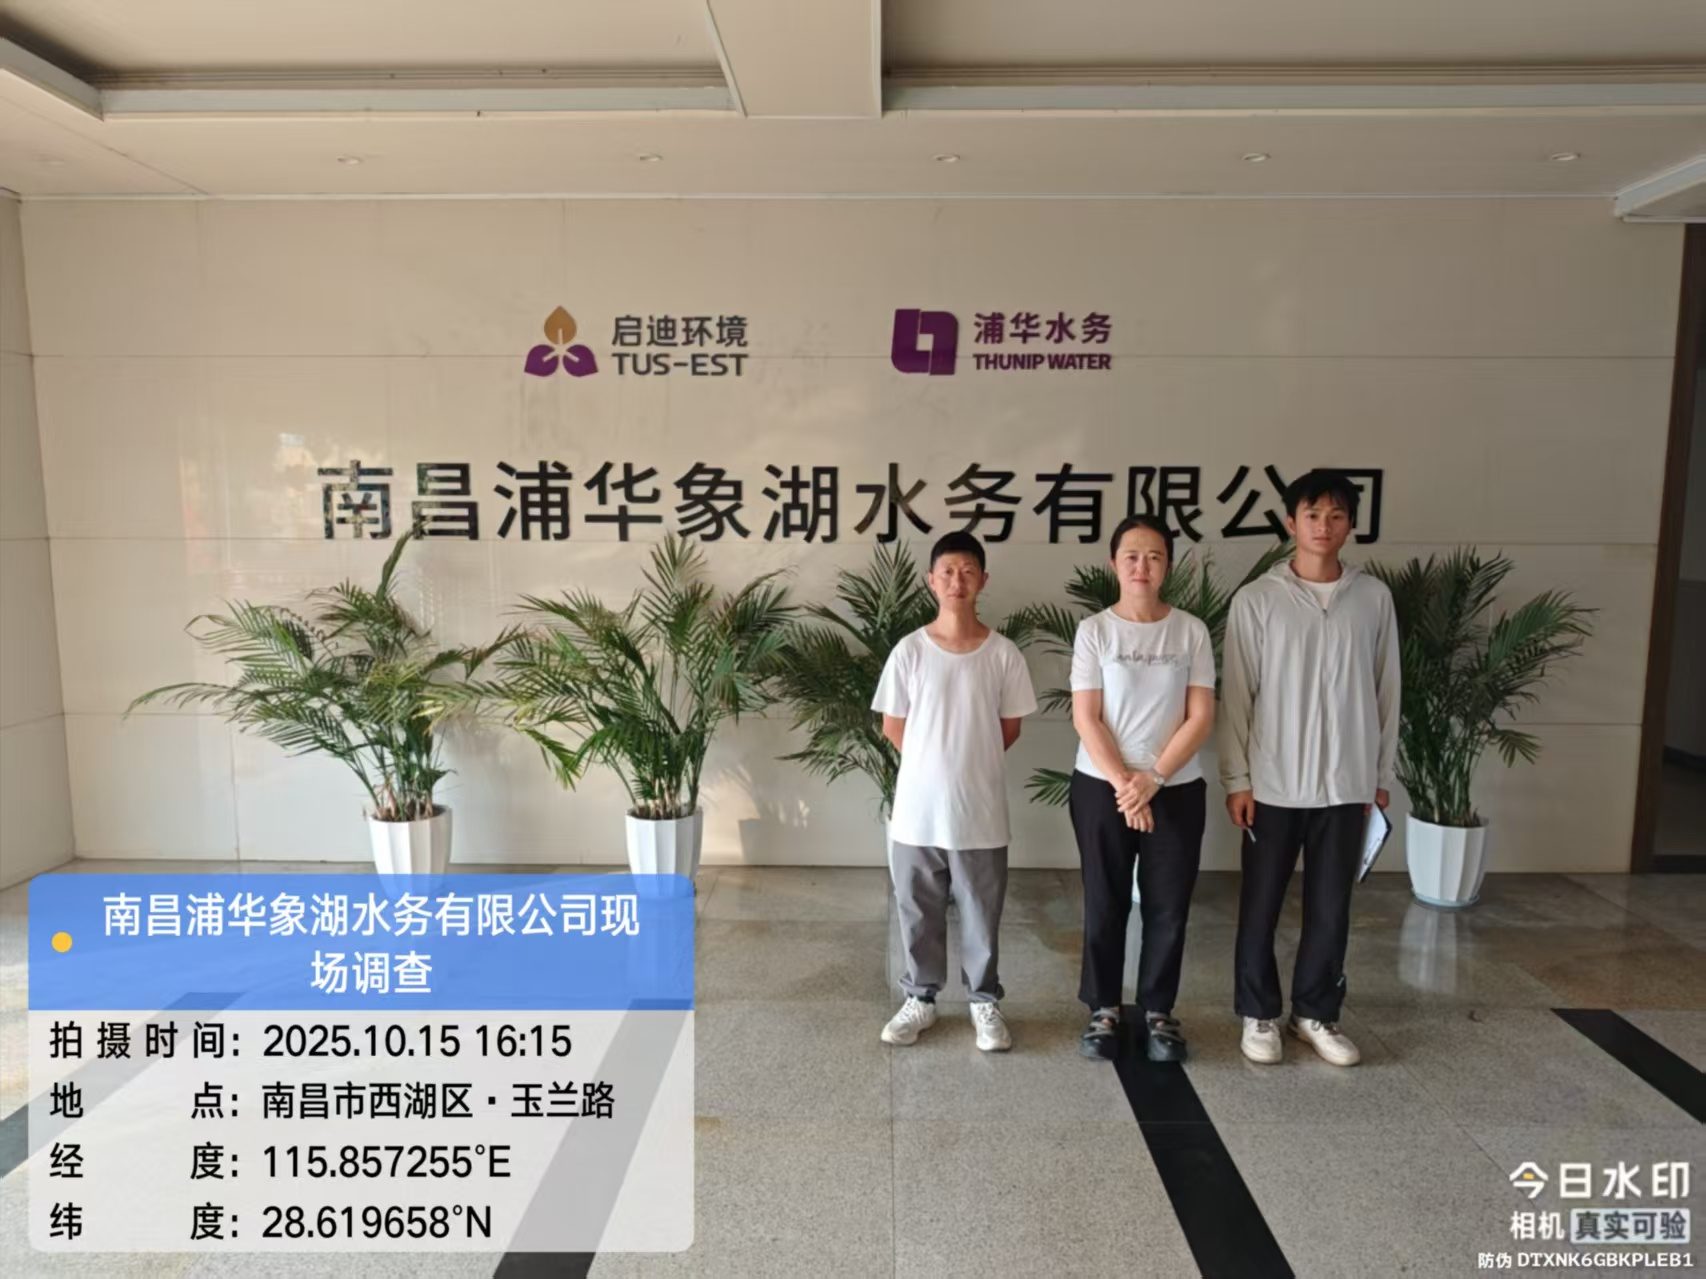 启迪环境
TUS-EST
浦华水务
THUNIP WATER
南昌浦华象湖水务有限公司
南昌浦华象湖水务有限公司现
场调查
拍摄时间：2025.10.15 16:15
地点：南昌市西湖区·玉兰路
经度：115.857255°E
纬度：28.619658°N
今日水印
相机 真实可验
防伪 DTXNK6GBKPLEB1